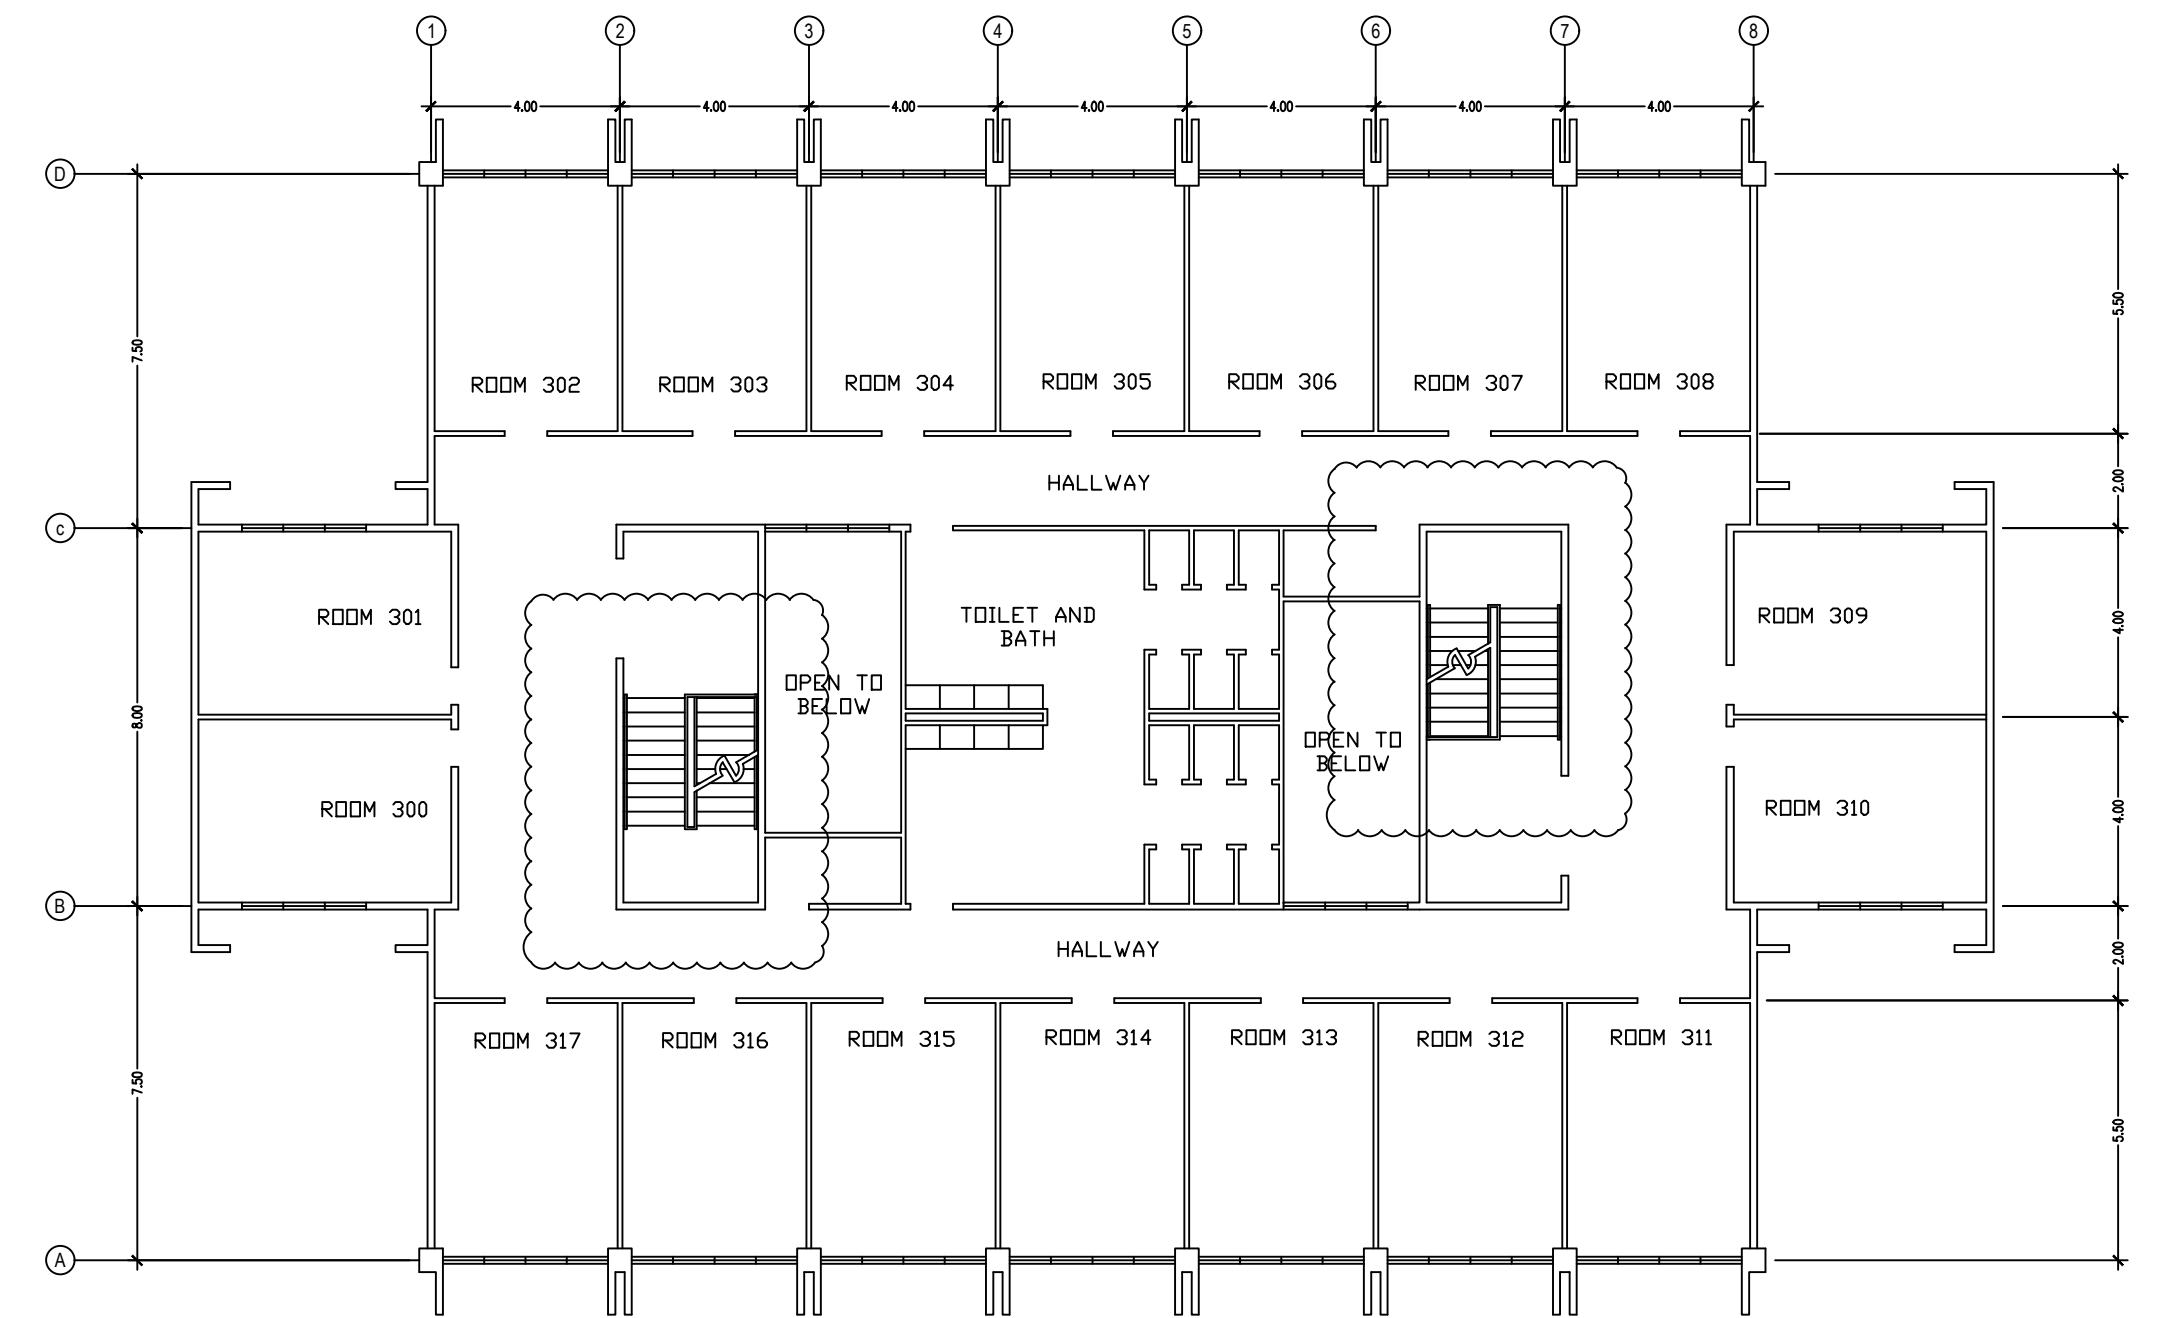 1 2 3 4 5 6 7 8
4.00 4.00 4.00 4.00 4.00 4.00 4.00
D
5.50
7.50
ROOM 302 ROOM 303 ROOM 304 ROOM 305 ROOM 306 ROOM 307 ROOM 308
HALLWAY
2.00
c
ROOM 301
TOILET AND
BATH
ROOM 309
4.00
OPEN TO
BELOW
8.00
OPEN TO
BELOW
ROOM 300
ROOM 310
4.00
B
HALLWAY
2.00
ROOM 317 ROOM 316 ROOM 315 ROOM 314 ROOM 313 ROOM 312 ROOM 311
7.50
5.50
A